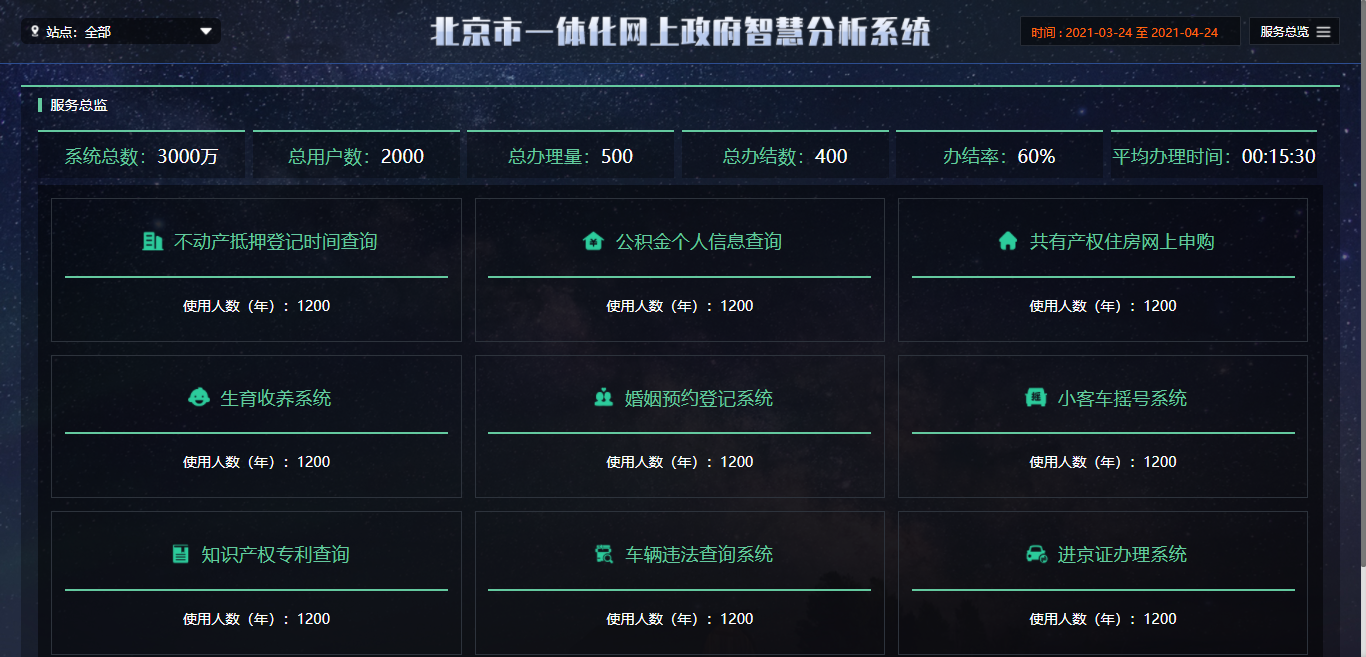 站点：全部
北京市一体化网上政府智慧分析系统
时间 : 2021-03-24 至 2021-04-24
服务总览
服务总监
系统总数：3000万
总用户数：2000
总办理量：500
总办结数：400
办结率：60%
平均办理时间：00:15:30
不动产抵押登记时间查询
公积金个人信息查询
共有产权住房网上申购
使用人数（年）：1200
使用人数（年）：1200
使用人数（年）：1200
生育收养系统
婚姻预约登记系统
小客车摇号系统
使用人数（年）：1200
使用人数（年）：1200
使用人数（年）：1200
知识产权专利查询
车辆违法查询系统
进京证办理系统
使用人数（年）：1200
使用人数（年）：1200
使用人数（年）：1200